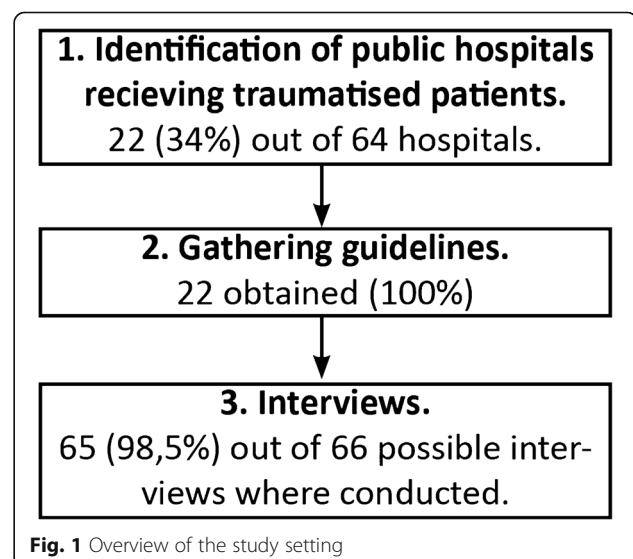 1. Identification of public hospitals
recieving traumatised patients.
22 (34%) out of 64 hospitals.
2. Gathering guidelines.
22 obtained (100%)
3. Interviews.
65 (98,5%) out of 66 possible inter-
views where conducted.
Fig. 1 Overview of the study setting